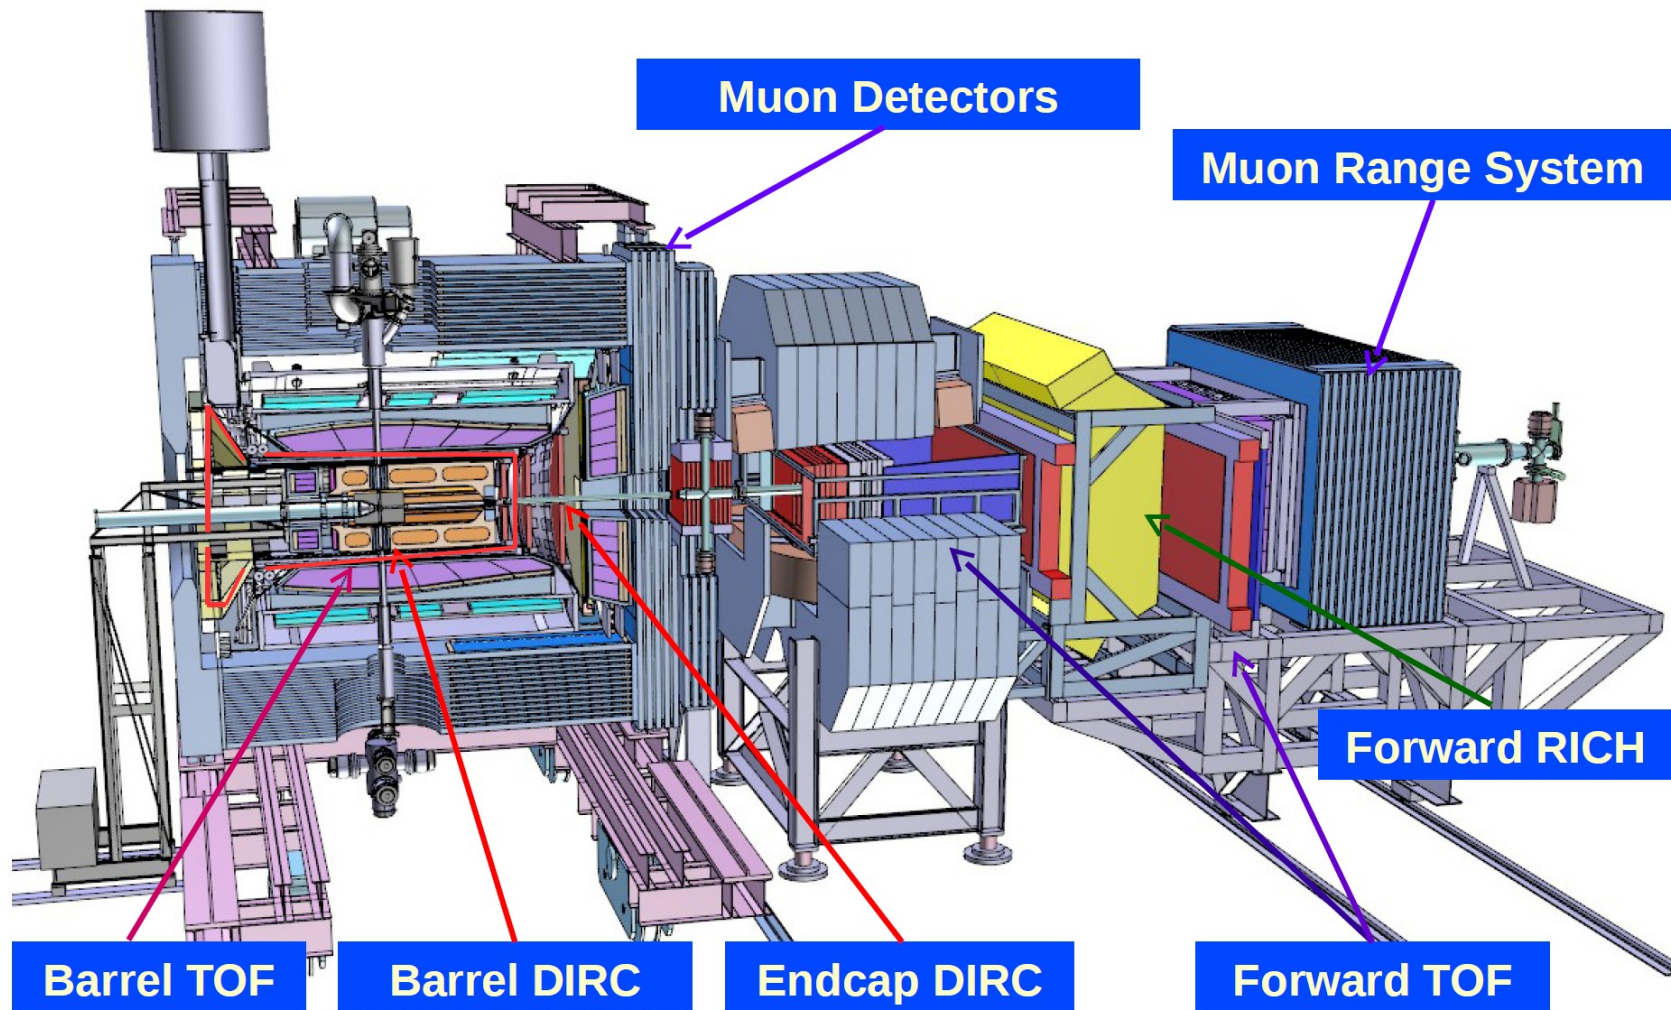 Muon Detectors
Muon Range System
Forward RICH
Barrel TOF
Barrel DIRC
Endcap DIRC
Forward TOF